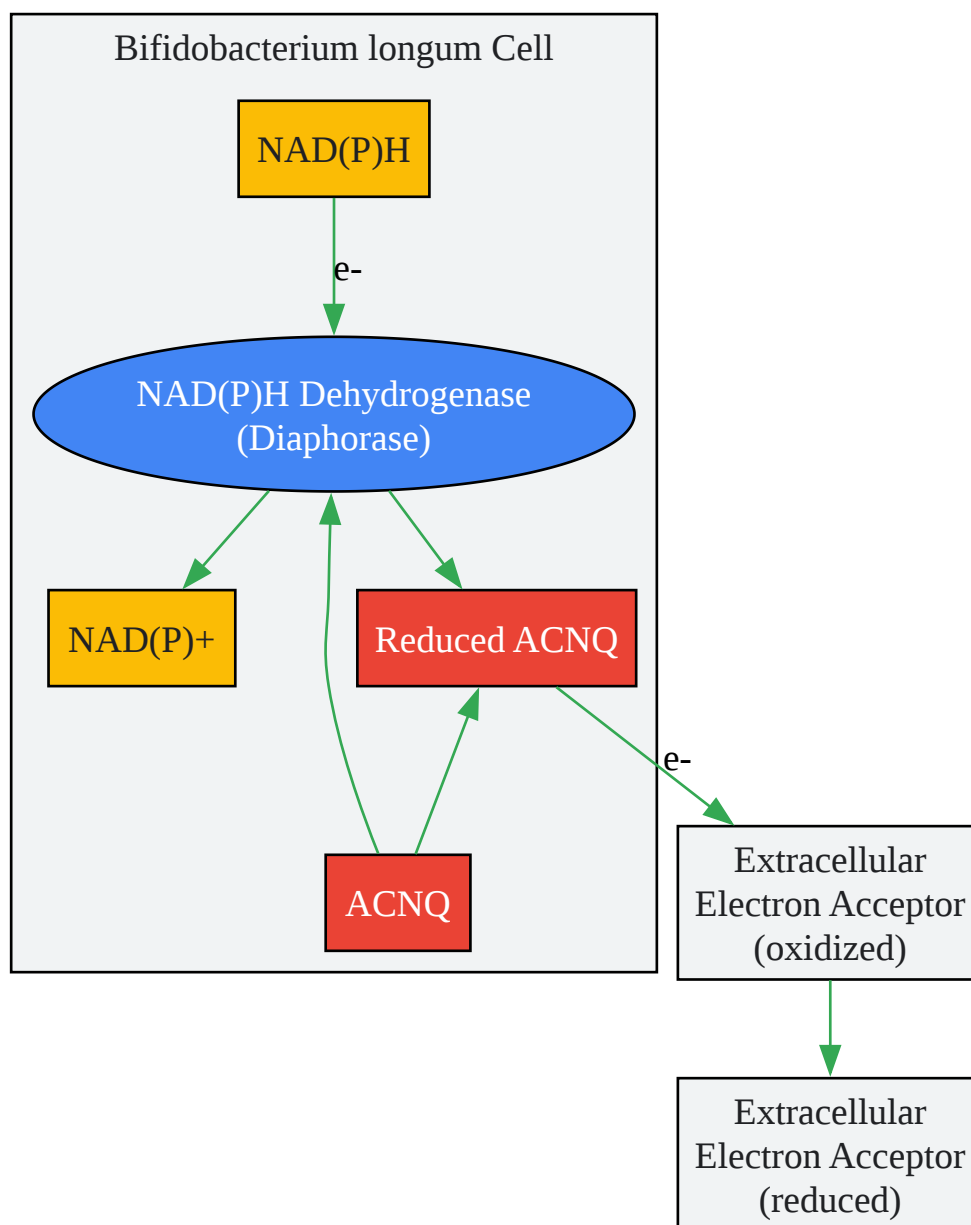 Bifidobacterium longum Cell
NAD(P)H
e-
NAD(P)H Dehydrogenase
(Diaphorase)
NAD(P)+
Reduced ACNQ
e-
ACNQ
Extracellular
Electron Acceptor
(oxidized)
Extracellular
Electron Acceptor
(reduced)